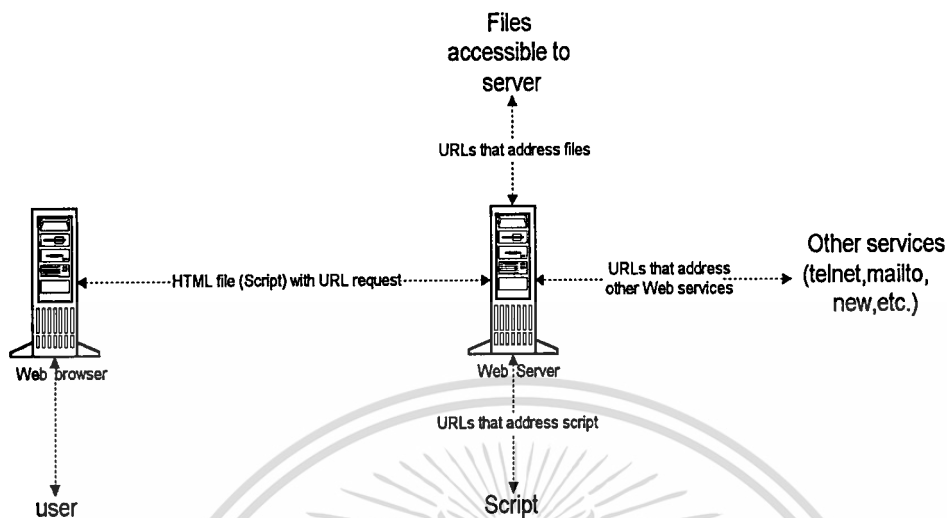 Files
accessible to
server
URLs that address files
HTML file (Script) with URL request
URLs that address
other Web services
Other services
(telnet,mailto,
new,etc.)
Web browser
Web Server
URLs that address script
user
Script